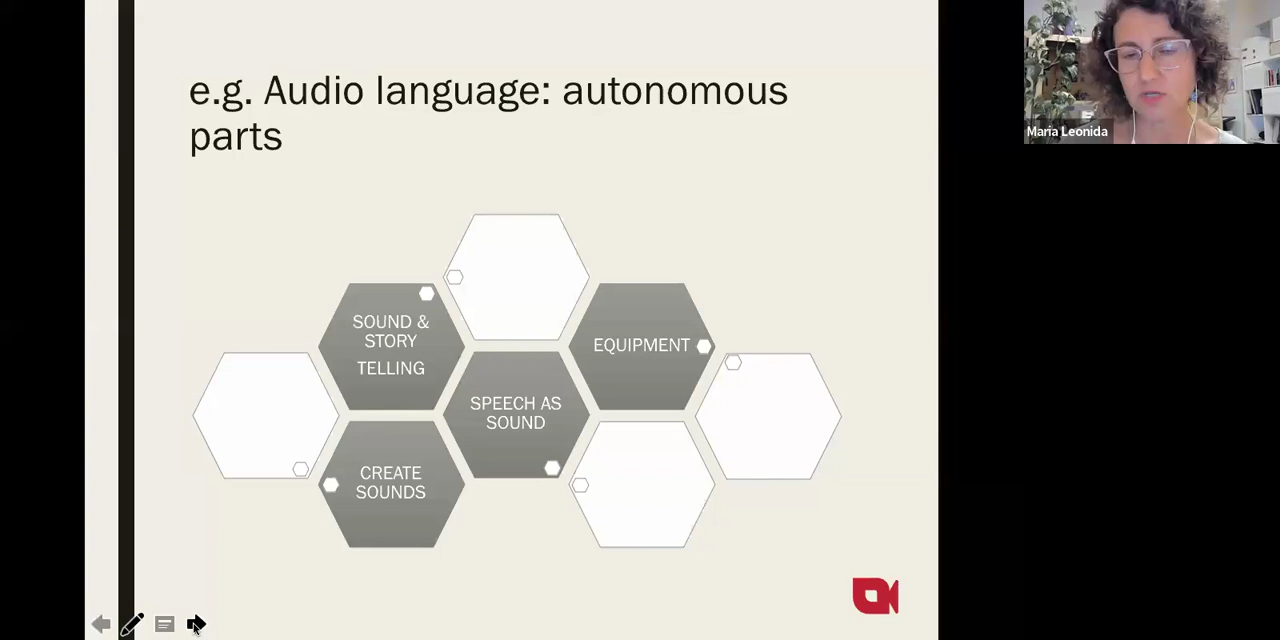 e.g. Audio language: autonomous
parts
Maria Leonida
SOUND &
STORY
TELLING
EQUIPMENT
SPEECH AS
SOUND
CREATE
SOUNDS